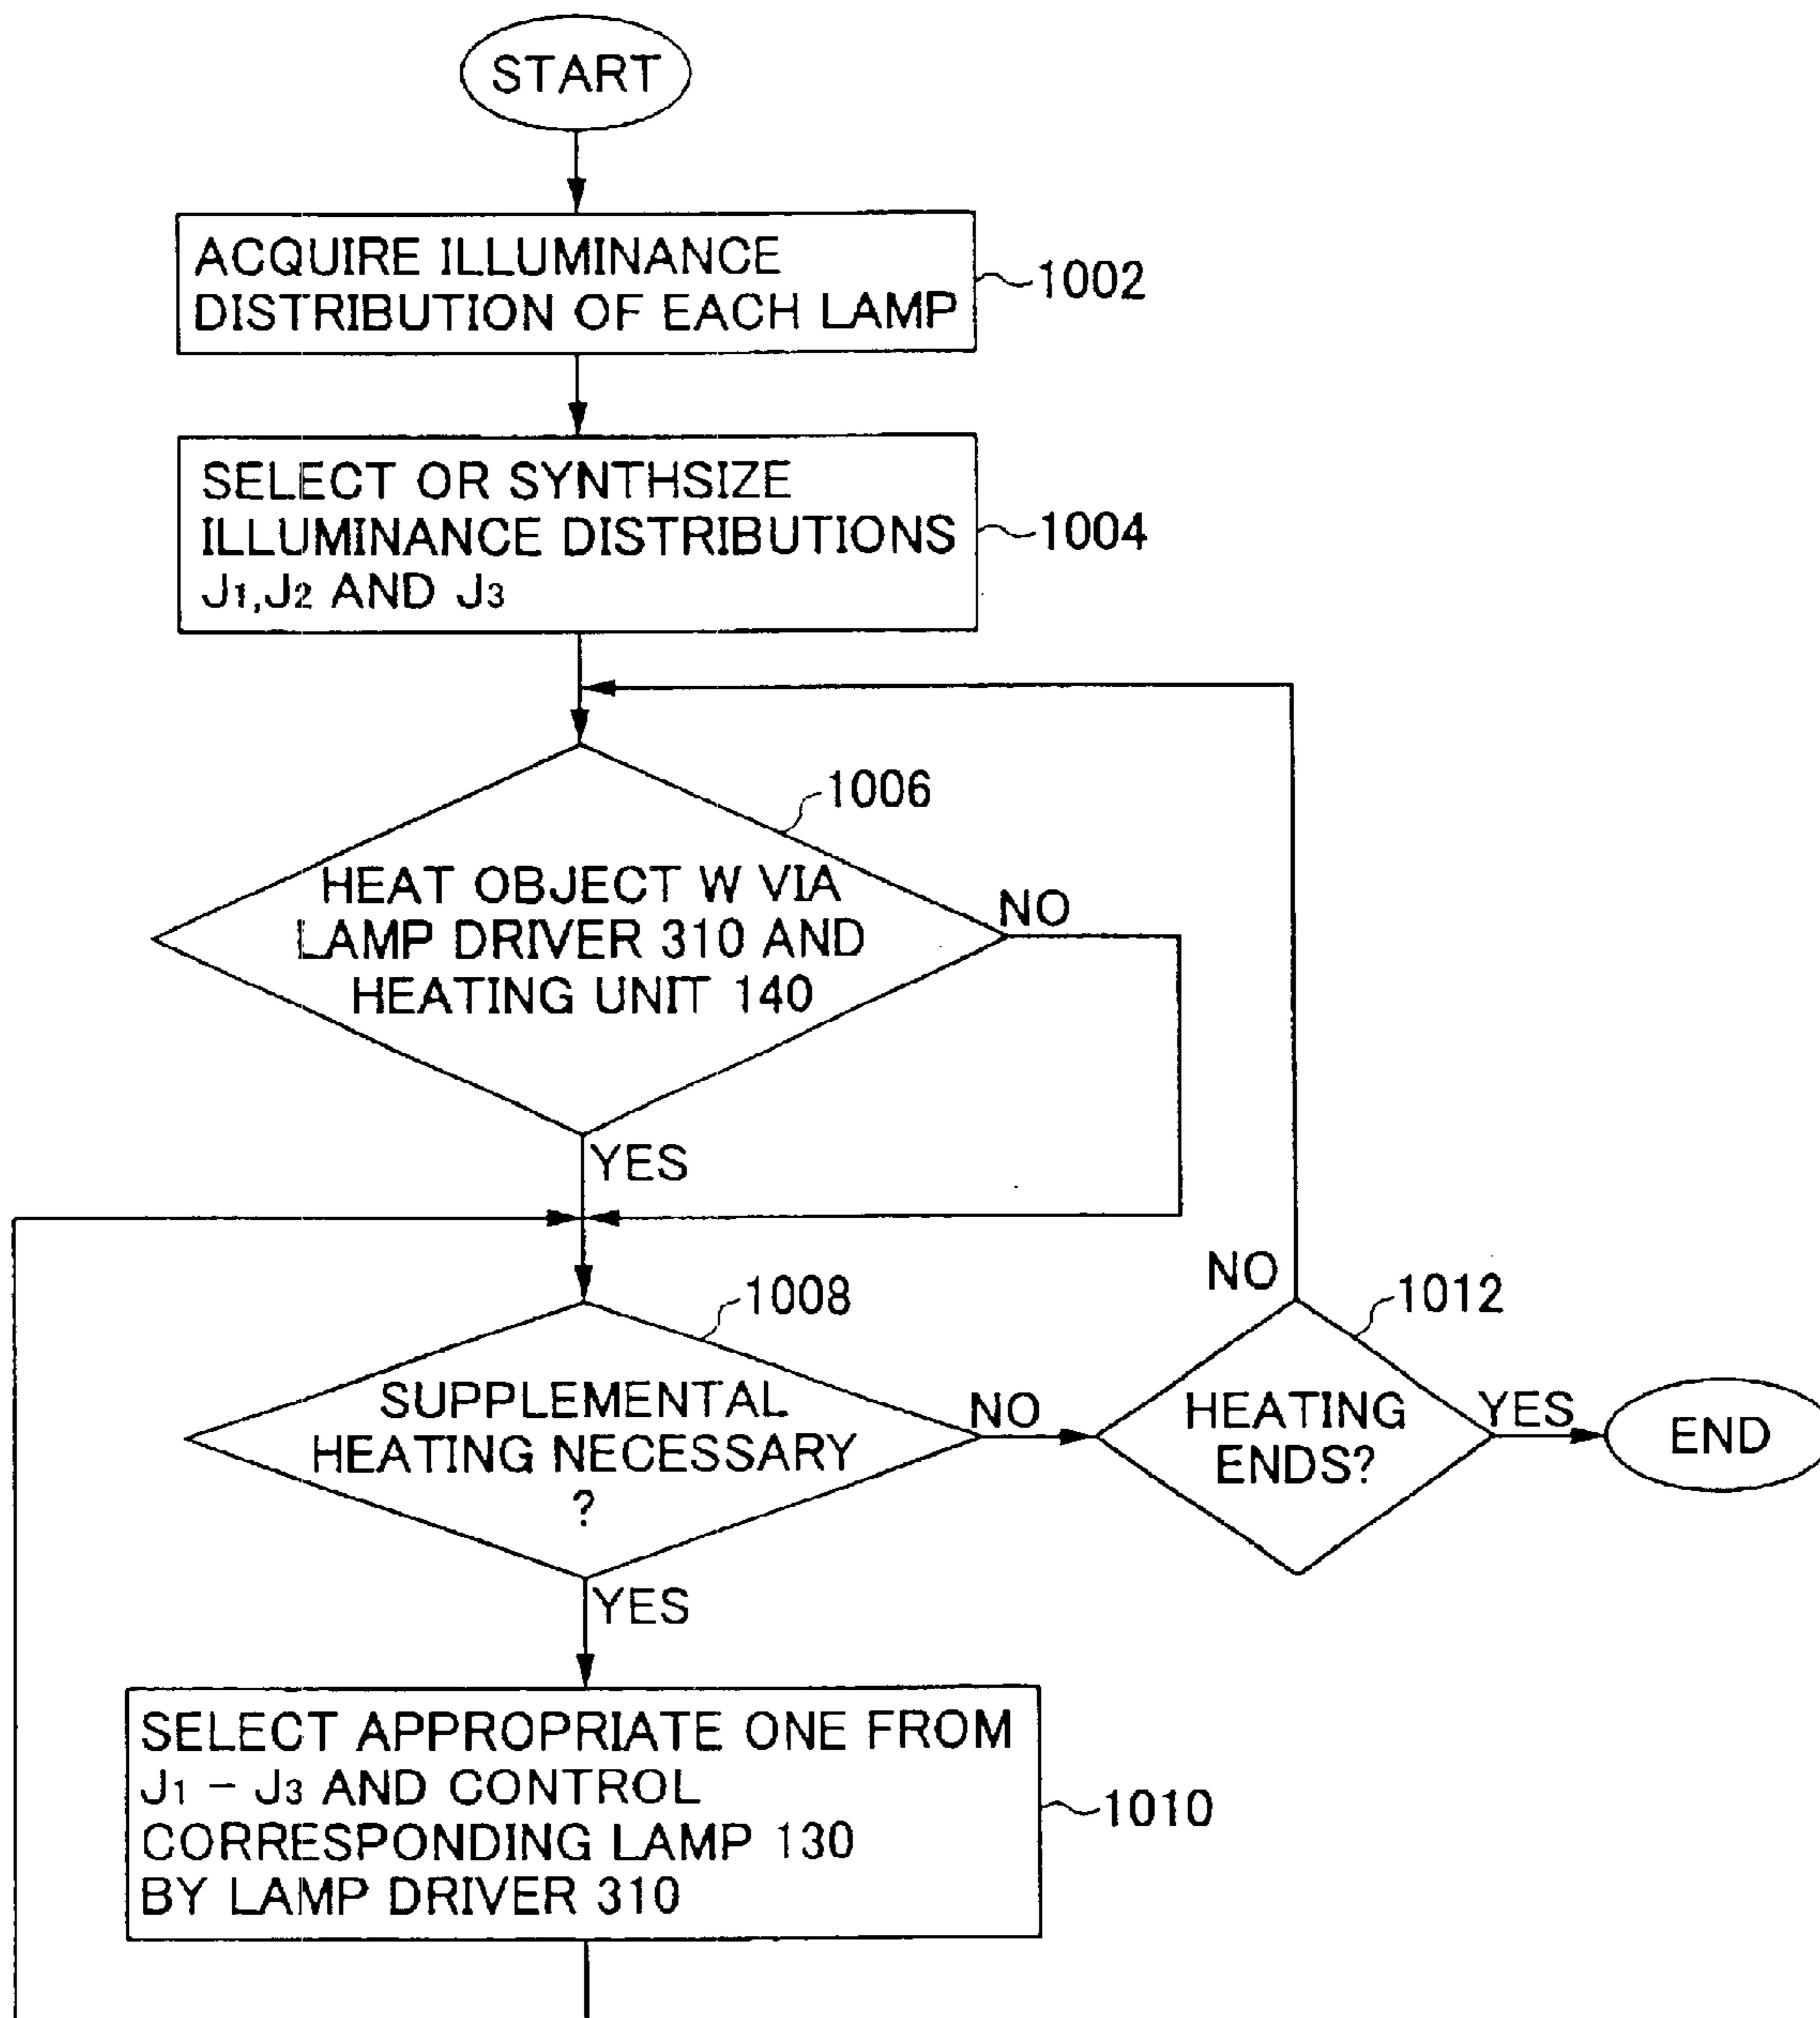 START
ACQUIRE ILLUMINANCE
DISTRIBUTION OF EACH LAMP
1002
SELECT OR SYNTHSIZE
ILLUMINANCE DISTRIBUTIONS
J1,J2 AND J3
1004
1006
HEAT OBJECT W VIA
LAMP DRIVER 310 AND
HEATING UNIT 140
NO
YES
1008
SUPPLEMENTAL
HEATING NECESSARY
?
NO
YES
NO
1012
HEATING
ENDS?
YES
END
SELECT APPROPRIATE ONE FROM
J1 – J3 AND CONTROL
CORRESPONDING LAMP 130
BY LAMP DRIVER 310
1010